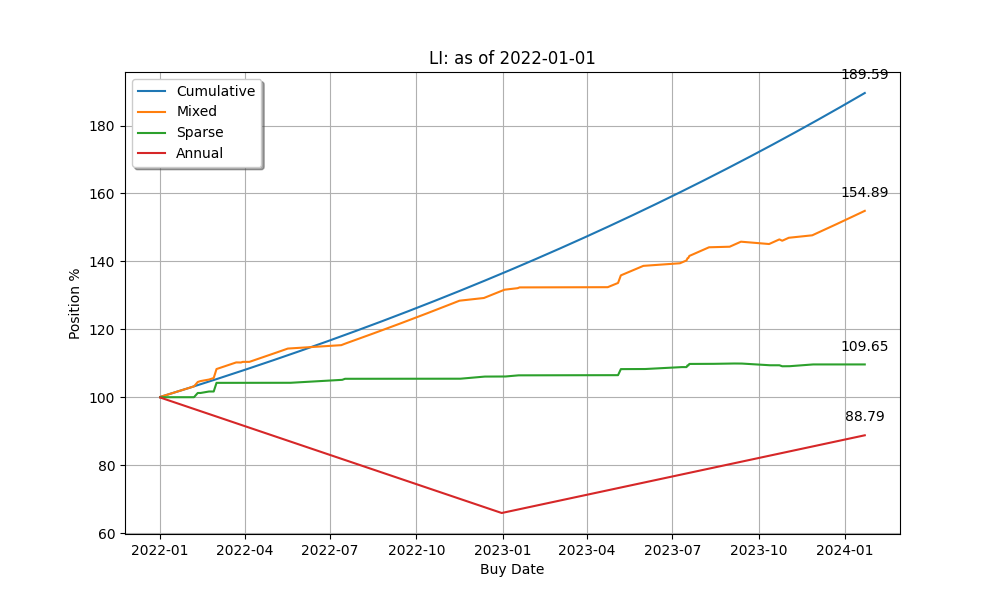 LI: as of 2022-01-01
189.59
Cumulative
Mixed
Sparse
Annual
180
160
154.89
140
120
109.65
100
88.79
80
60
Position %
2022-01 2022-04 2022-07 2022-10 2023-01 2023-04 2023-07 2023-10 2024-01
Buy Date